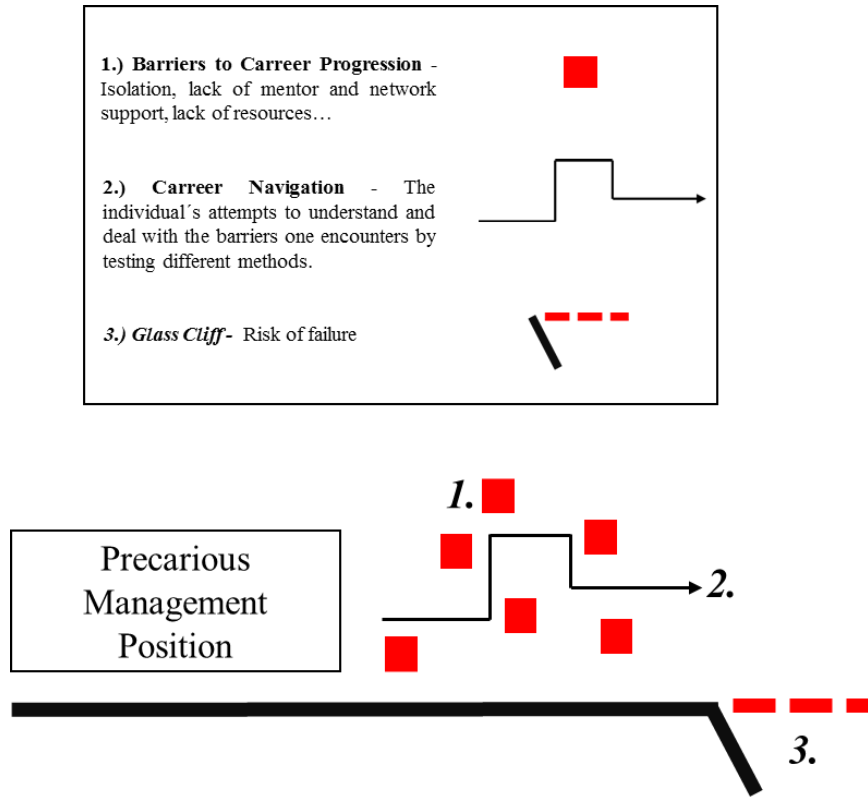 1.) Barriers to Carreer Progression -
Isolation, lack of mentor and network
support, lack of resources…
2.) Carreer Navigation - The
individual´s attempts to understand and
deal with the barriers one encounters by
testing different methods.
3.) Glass Cliff- Risk of failure
1.
Precarious
Management
Position
2.
3.